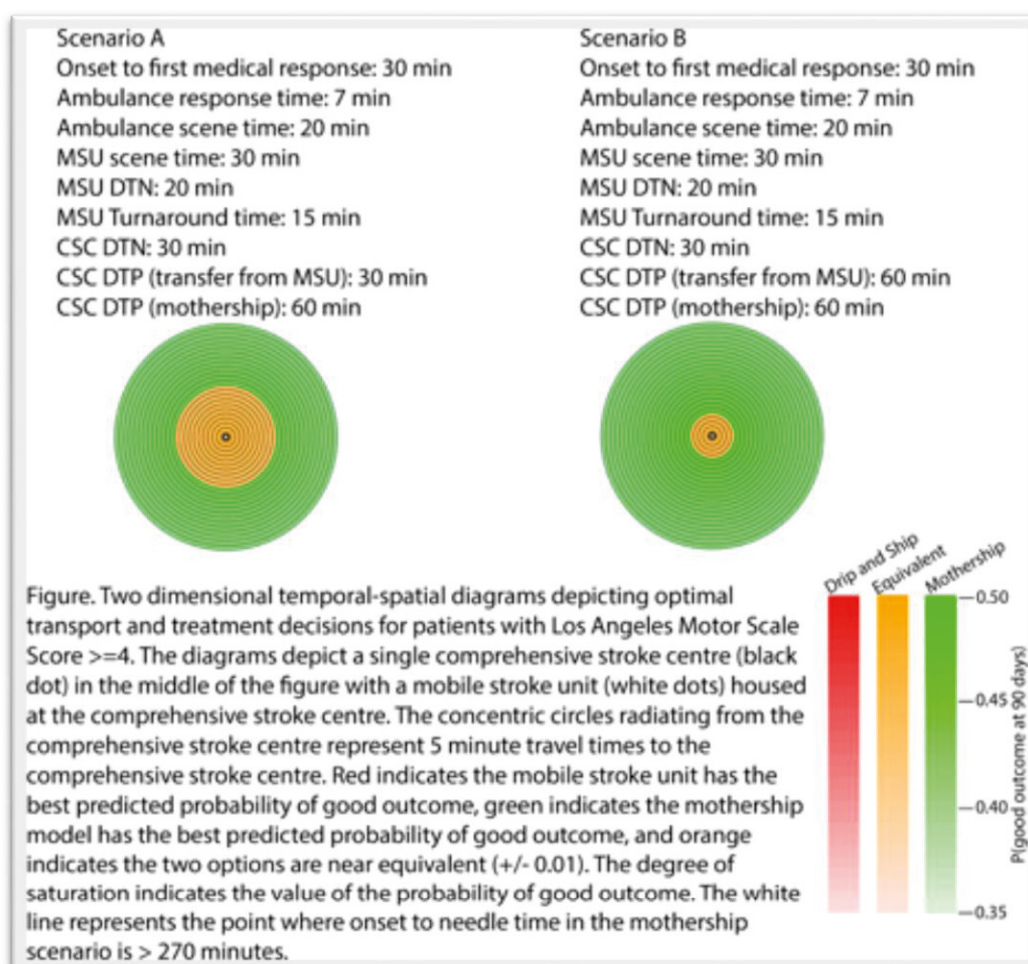 Scenario A
Onset to first medical response: 30 min
Ambulance response time: 7 min
Ambulance scene time: 20 min
MSU scene time: 30 min
MSU DTN: 20 min
MSU Turnaround time: 15 min
CSC DTN: 30 min
CSC DTP (transfer from MSU): 30 min
CSC DTP (mothership): 60 min
Scenario B
Onset to first medical response: 30 min
Ambulance response time: 7 min
Ambulance scene time: 20 min
MSU scene time: 30 min
MSU DTN: 20 min
MSU Turnaround time: 15 min
CSC DTN: 30 min
CSC DTP (transfer from MSU): 60 min
CSC DTP (mothership): 60 min
Figure. Two dimensional temporal-spatial diagrams depicting optimal
transport and treatment decisions for patients with Los Angeles Motor Scale
Score >=4. The diagrams depict a single comprehensive stroke centre (black
dot) in the middle of the figure with a mobile stroke unit (white dots) housed
at the comprehensive stroke centre. The concentric circles radiating from the
comprehensive stroke centre represent 5 minute travel times to the
comprehensive stroke centre. Red indicates the mobile stroke unit has the
best predicted probability of good outcome, green indicates the mothership
model has the best predicted probability of good outcome, and orange
indicates the two options are near equivalent (+/- 0.01). The degree of
saturation indicates the value of the probability of good outcome. The white
line represents the point where onset to needle time in the mothership
scenario is > 270 minutes.
Drip and Ship
Equivalent
Mothership
0.50
0.45
0.40
0.35
P(good outcome at 90 days)